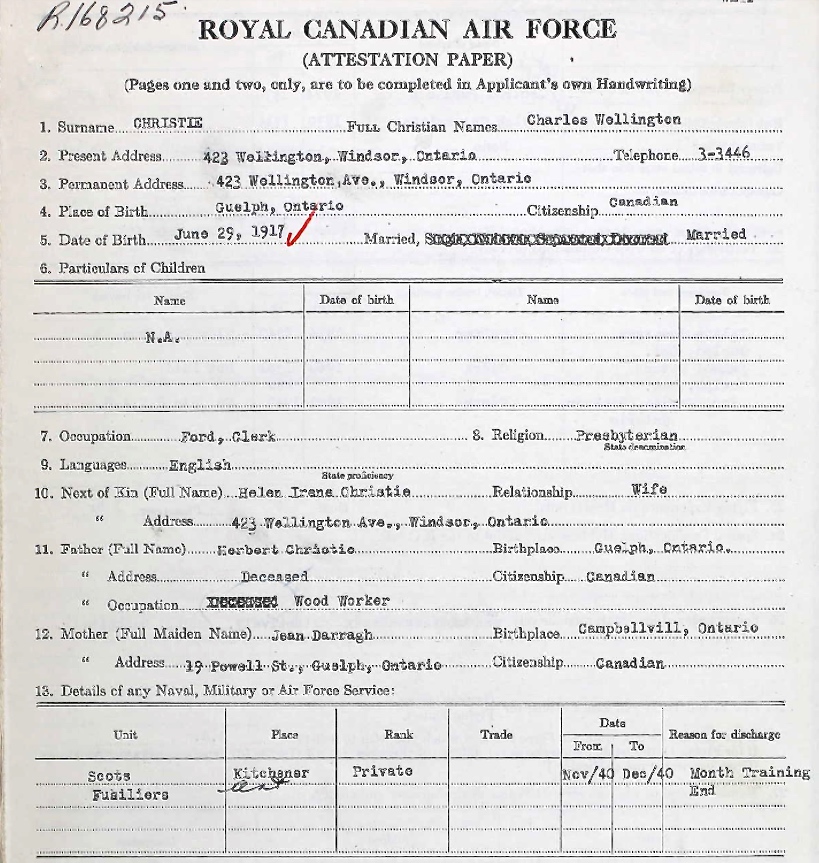 R.168215.
ROYAL CANADIAN AIR FORCE
(ATTESTATION PAPER)
(Pages one and two, only, are to be completed in Applicant's own Handwriting)
1. Surname CHRISTIE FULL Christian Names Charles Wellington
2. Present Address 423 Wellington, Windsor, Ontario Telephone 3-3446
3. Permanent Address 423 Wellington, Ave., Windsor, Ontario
4. Place of Birth Guelph, Ontario Citizenship Canadian
5. Date of Birth June 29, 1917 Married, Married
6. Particulars of Children
Name Date of birth Name Date of birth
N.A.
7. Occupation Ford, Clerk 8. Religion Presbyterian
State denomination
9. Languages English
State proficiency
10. Next of Kin (Full Name) Helen Irene Christie Relationship Wife
" Address 423 Wellington Ave., Windsor, Ontario
11. Father (Full Name) Herbert Christie Birthplace Guelph, Ontario.
" Address Deceased Citizenship Canadian
" Occupation Wood Worker
12. Mother (Full Maiden Name) Jean Darragh Birthplace Campbellvill, Ontario
" Address 19 Powell St., Guelph, Ontario Citizenship Canadian
13. Details of any Naval, Military or Air Force Service:
Unit Place Rank Trade Date Reason for discharge
From To
Scots Kitchener Private Nov/40 Dec/40 Month Training
Fusiliers End